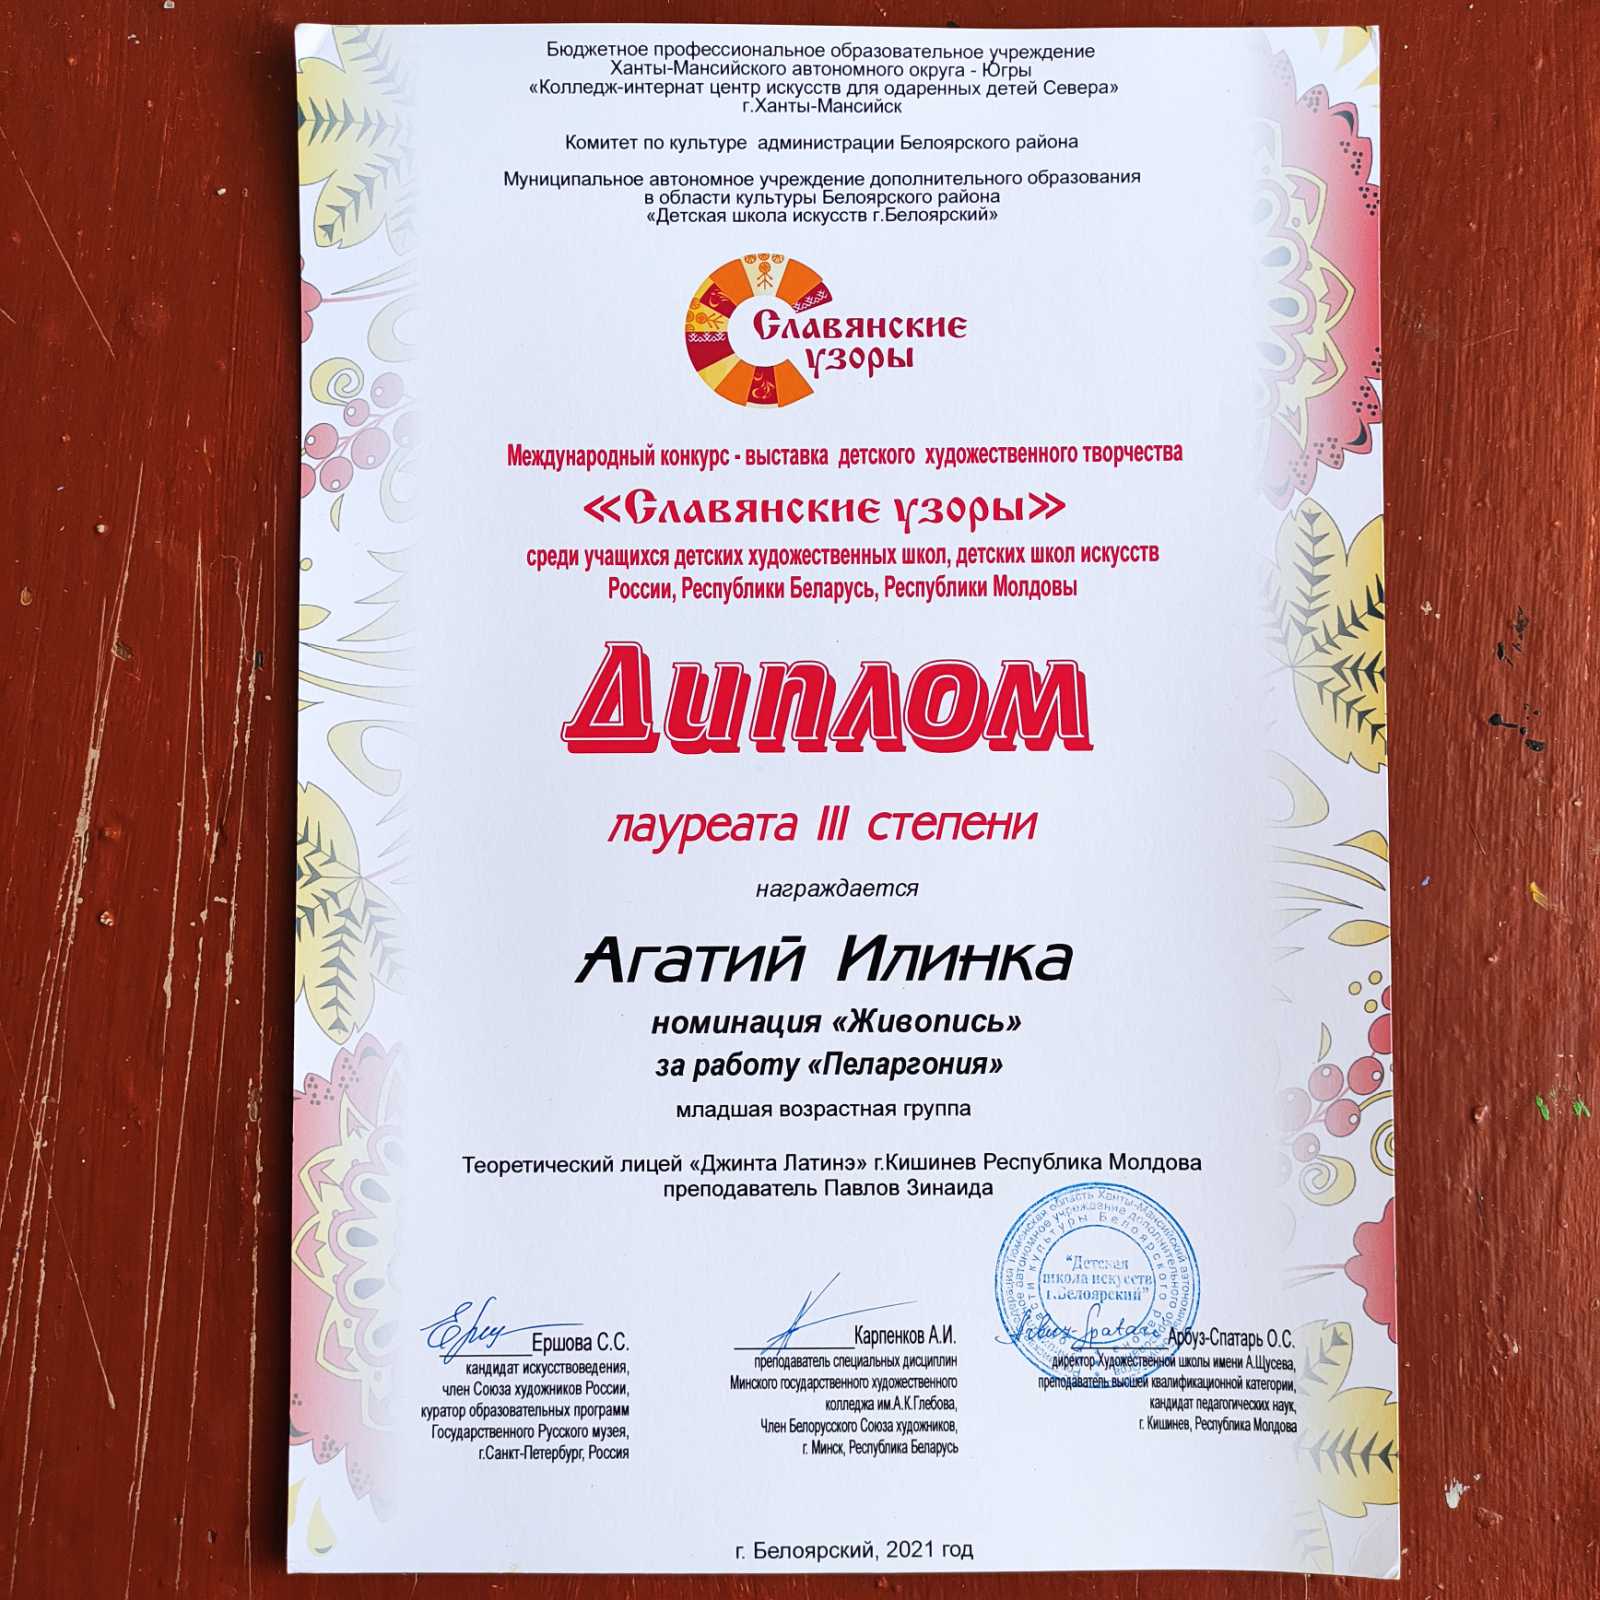 Бюджетное профессиональное образовательное учреждение
Ханты-Мансийского автономного округа - Югры
«Колледж-интернат центр искусств для одаренных детей Севера»
г.Ханты-Мансийск
Комитет по культуре администрации Белоярского района
Муниципальное автономное учреждение дополнительного образования
в области культуры Белоярского района
«Детская школа искусств г.Белоярский»
Славянские
узоры
Международный конкурс - выставка детского художественного творчества
«Славянские узоры»
среди учащихся детских художественных школ, детских школ искусств
России, Республики Беларусь, Республики Молдовы
Диплом
лауреата III степени
награждается
Агатий Илинка
номинация «Живопись»
за работу «Пеларгония»
младшая возрастная группа
Теоретический лицей «Джинта Латинэ» г.Кишинев Республика Молдова
преподаватель Павлов Зинаида
"Детская
школа искусств
г.Белоярский"
Ершова С.С.
кандидат искусствоведения,
член Союза художников России,
куратор образовательных программ
Государственного Русского музея,
г.Санкт-Петербург, Россия
Карпенков А.И.
преподаватель специальных дисциплин
Минского государственного художественного
колледжа им.А.К.Глебова,
Член Белорусского Союза художников,
г. Минск, Республика Беларусь
Arbuz-Spatari
Арбуз-Спатарь О.С.
директор Художественной школы имени А.Щусева,
преподаватель высшей квалификационной категории,
кандидат педагогических наук,
г. Кишинев, Республика Молдова
г. Белоярский, 2021 год